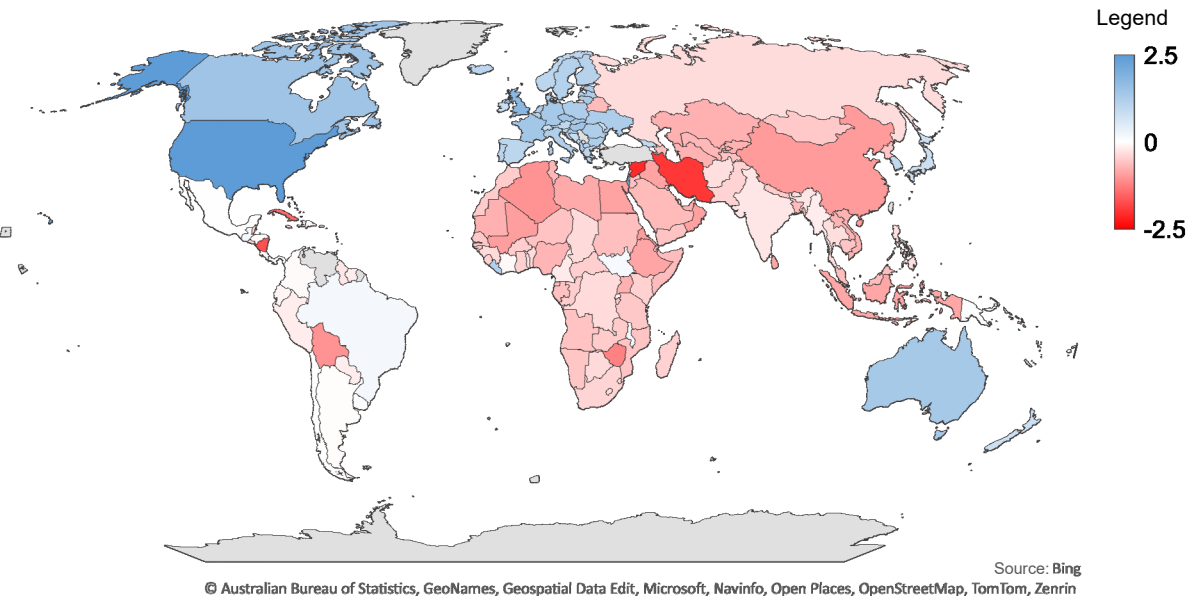 Legend
2.5
0
-2.5
Source: Bing
© Australian Bureau of Statistics, GeoNames, Geospatial Data Edit, Microsoft, Navinfo, Open Places, OpenStreetMap, TomTom, Zenrin